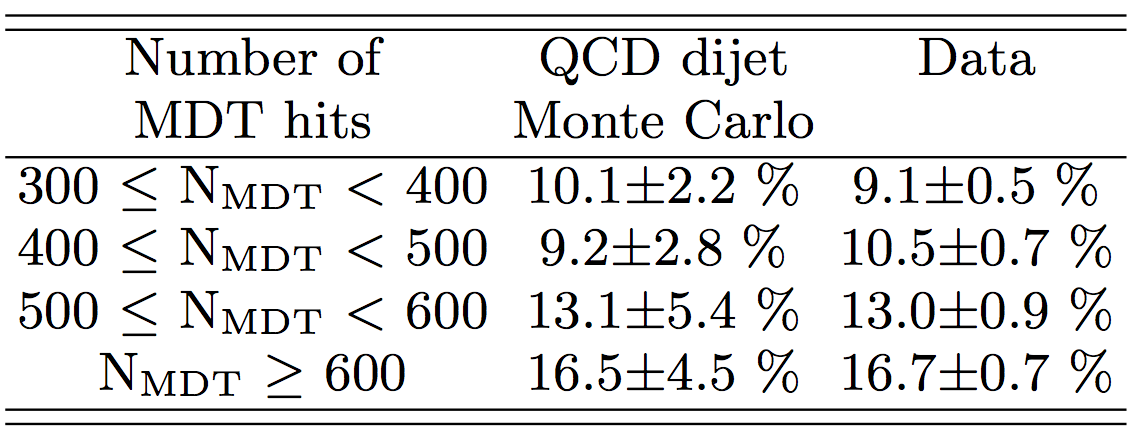 Number of QCD dijet Data
MDT hits Monte Carlo
300 ≤ N_MDT < 400 10.1±2.2 % 9.1±0.5 %
400 ≤ N_MDT < 500 9.2±2.8 % 10.5±0.7 %
500 ≤ N_MDT < 600 13.1±5.4 % 13.0±0.9 %
N_MDT ≥ 600 16.5±4.5 % 16.7±0.7 %